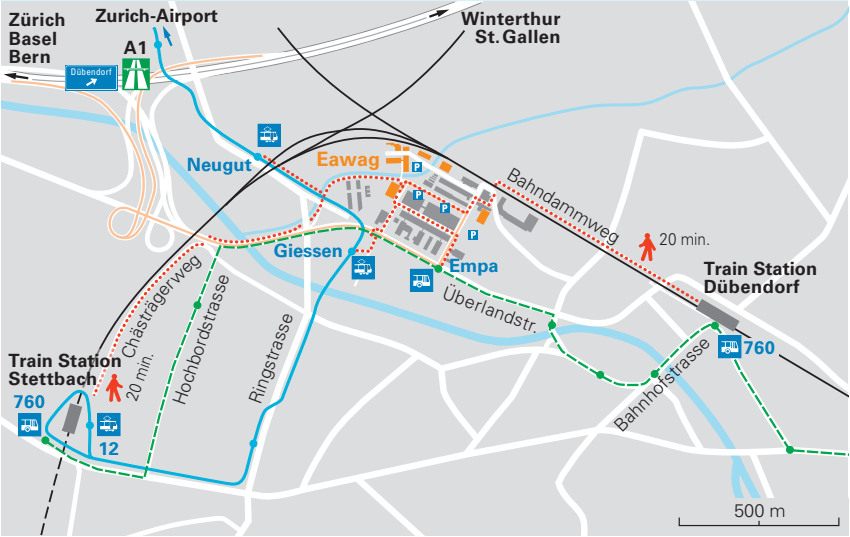 Zürich
Basel
Bern
Zurich-Airport
A1
Dübendorf
Winterthur
St. Gallen
Neugut
Eawag
P
P
P
P
P
Bahndammweg
20 min.
Giessen
Empa
Train Station
Dübendorf
Überlandstr.
Chästrägerweg
Hochbordstrasse
Ringstrasse
Train Station
Stettbach
20 min.
760
12
Bahnhofstrasse
760
500 m